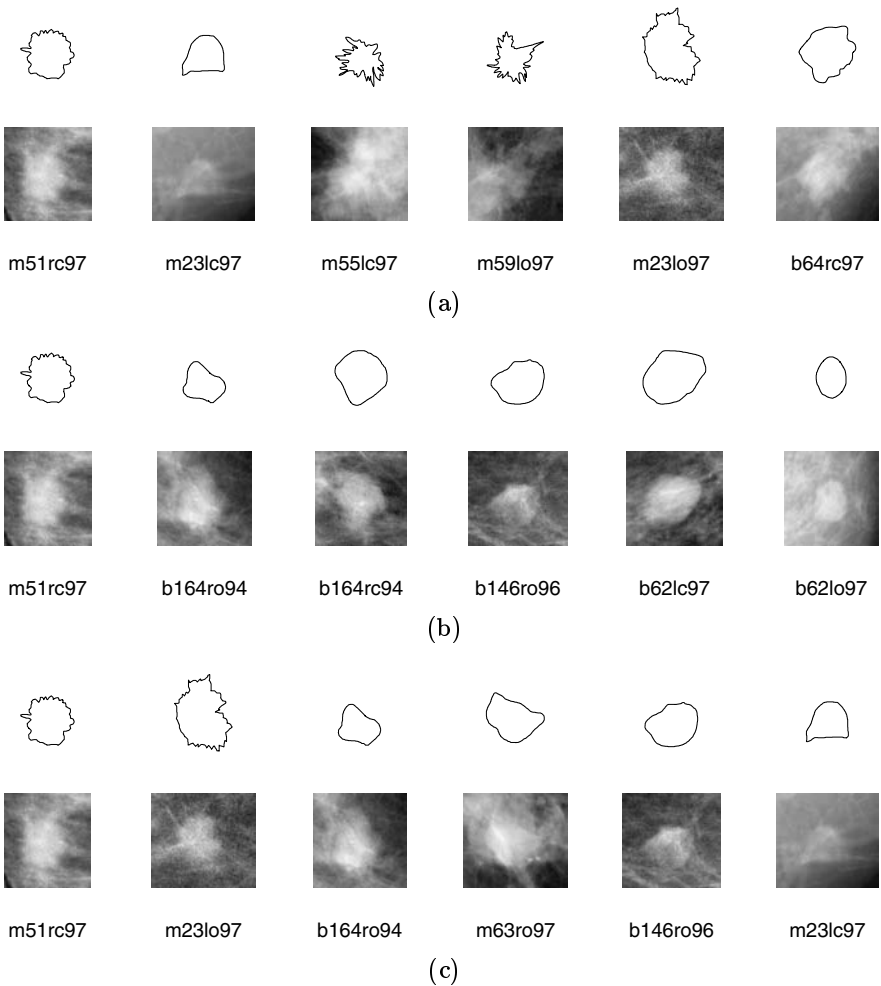 m51rc97 m23lc97 m55lc97 m59lo97 m23lo97 b64rc97
(a)
m51rc97 b164ro94 b164rc94 b146ro96 b62lc97 b62lo97
(b)
m51rc97 m23lo97 b164ro94 m63ro97 b146ro96 m23lc97
(c)